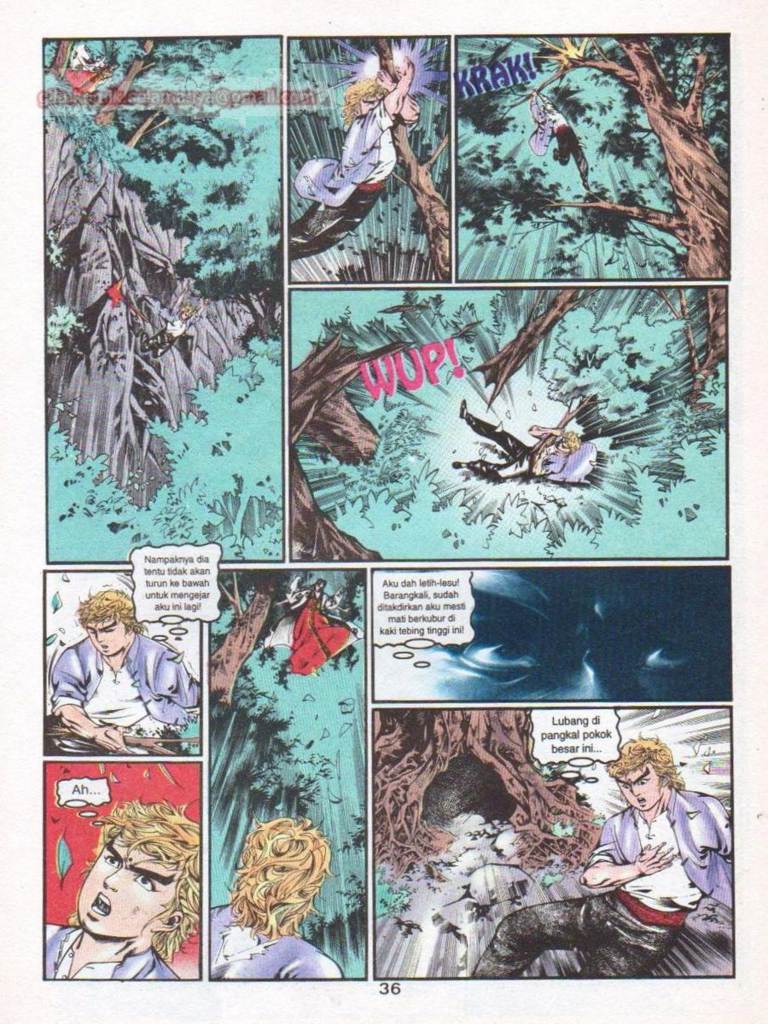 KRAK!
WUP!
Nampaknya dia
tentu tidak akan
turun ke bawah
untuk mengejar
aku ini lagi!
Ah...
Aku dah letih-lesu!
Barangkali, sudah
ditakdirkan aku mesti
mati berkubur di
kaki tebing tinggi ini!
Lubang di
pangkal pokok
besar ini...
36